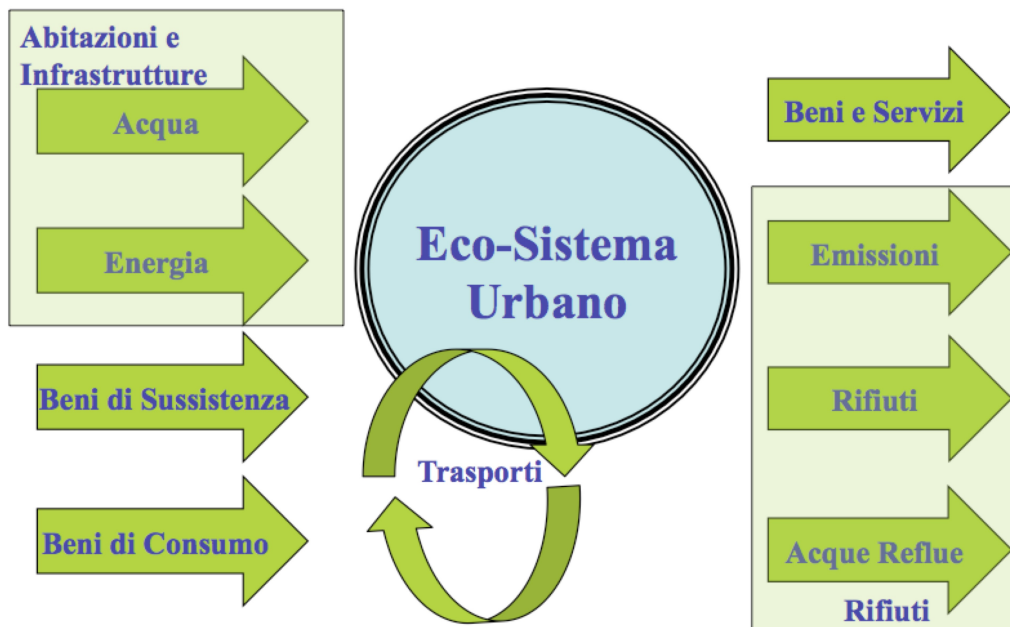 Abitazioni e
Infrastrutture
Acqua
Energia
Beni di Sussistenza
Beni di Consumo
Eco-Sistema
Urbano
Trasporti
Beni e Servizi
Emissioni
Rifiuti
Acque Reflue
Rifiuti